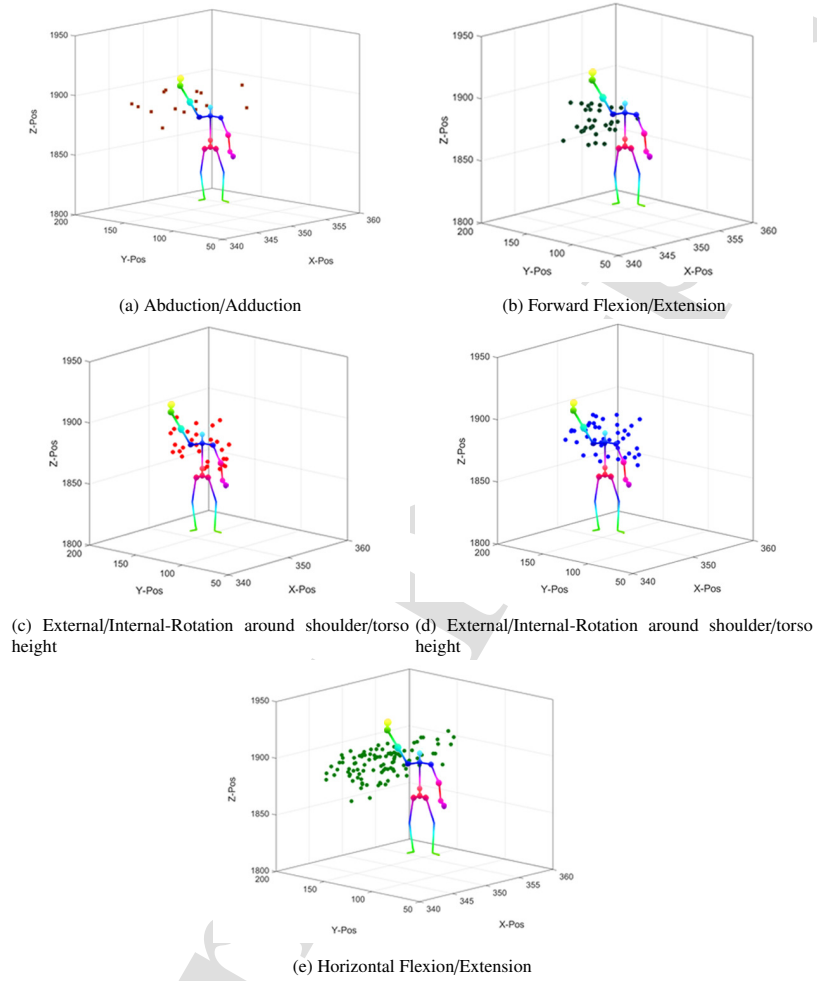 1950
1900
1850
1800
200
150
100
50
340
345
350
355
360
Z-Pos
Y-Pos
X-Pos
(a) Abduction/Adduction
1950
1900
1850
1800
200
150
100
50
340
345
350
355
360
Z-Pos
Y-Pos
X-Pos
(b) Forward Flexion/Extension
1950
1900
1850
1800
200
150
100
50
340
350
360
Z-Pos
Y-Pos
X-Pos
(c) External/Internal-Rotation around shoulder/torso
height
1950
1900
1850
1800
200
150
100
50
340
350
360
Z-Pos
Y-Pos
X-Pos
(d) External/Internal-Rotation around shoulder/torso
height
1950
1900
1850
1800
200
150
100
50
340
345
350
355
360
Z-Pos
Y-Pos
X-Pos
(e) Horizontal Flexion/Extension